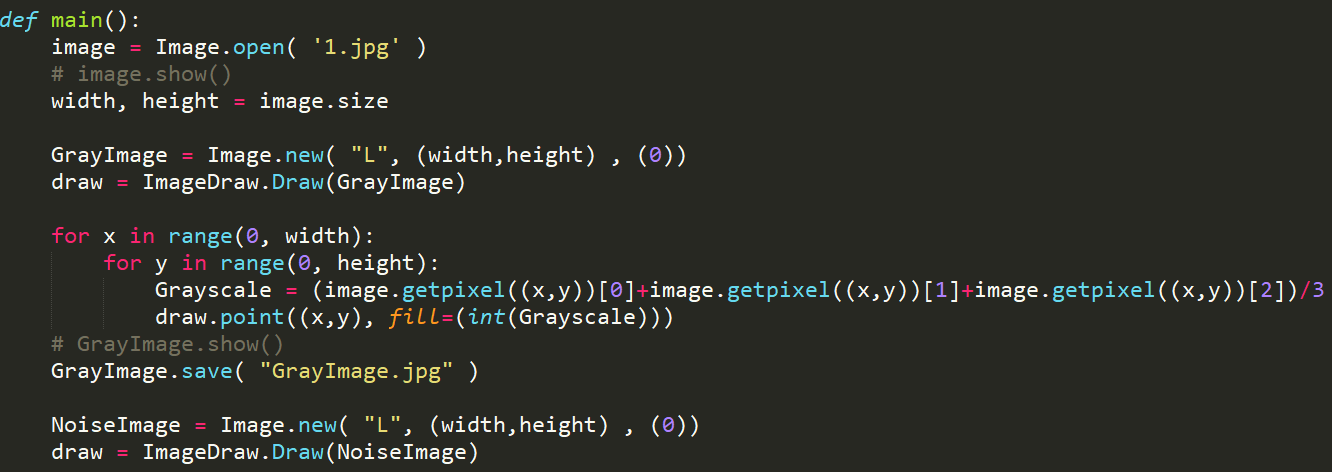 def main():
    image = Image.open( '1.jpg' )
    # image.show()
    width, height = image.size

    GrayImage = Image.new( "L", (width,height) , (0))
    draw = ImageDraw.Draw(GrayImage)

    for x in range(0, width):
        for y in range(0, height):
            Grayscale = (image.getpixel((x,y))[0]+image.getpixel((x,y))[1]+image.getpixel((x,y))[2])/3
            draw.point((x,y), fill=(int(Grayscale)))
    # GrayImage.show()
    GrayImage.save( "GrayImage.jpg" )

    NoiseImage = Image.new( "L", (width,height) , (0))
    draw = ImageDraw.Draw(NoiseImage)